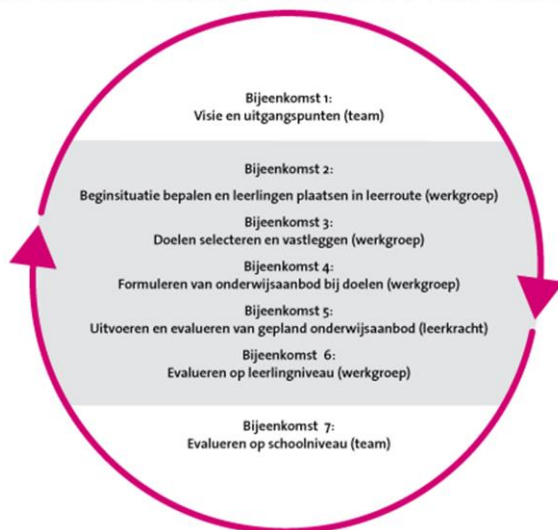 Bijeenkomst 1:
Visie en uitgangspunten (team)
Bijeenkomst 2:
Beginsituatie bepalen en leerlingen plaatsen in leerroute (werkgroep)
Bijeenkomst 3:
Doelen selecteren en vastleggen (werkgroep)
Bijeenkomst 4:
Formuleren van onderwijsaanbod bij doelen (werkgroep)
Bijeenkomst 5:
Uitvoeren en evalueren van gepland onderwijsaanbod (leerkracht)
Bijeenkomst 6:
Evalueren op leerlingniveau (werkgroep)
Bijeenkomst 7:
Evalueren op schoolniveau (team)